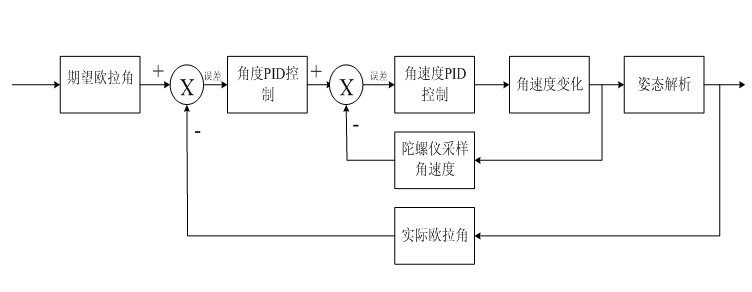 期望欧拉角
+
X
误差
角度PID控
制
+
X
误差
角速度PID
控制
角速度变化
姿态解析
-
-
陀螺仪采样
角速度
实际欧拉角